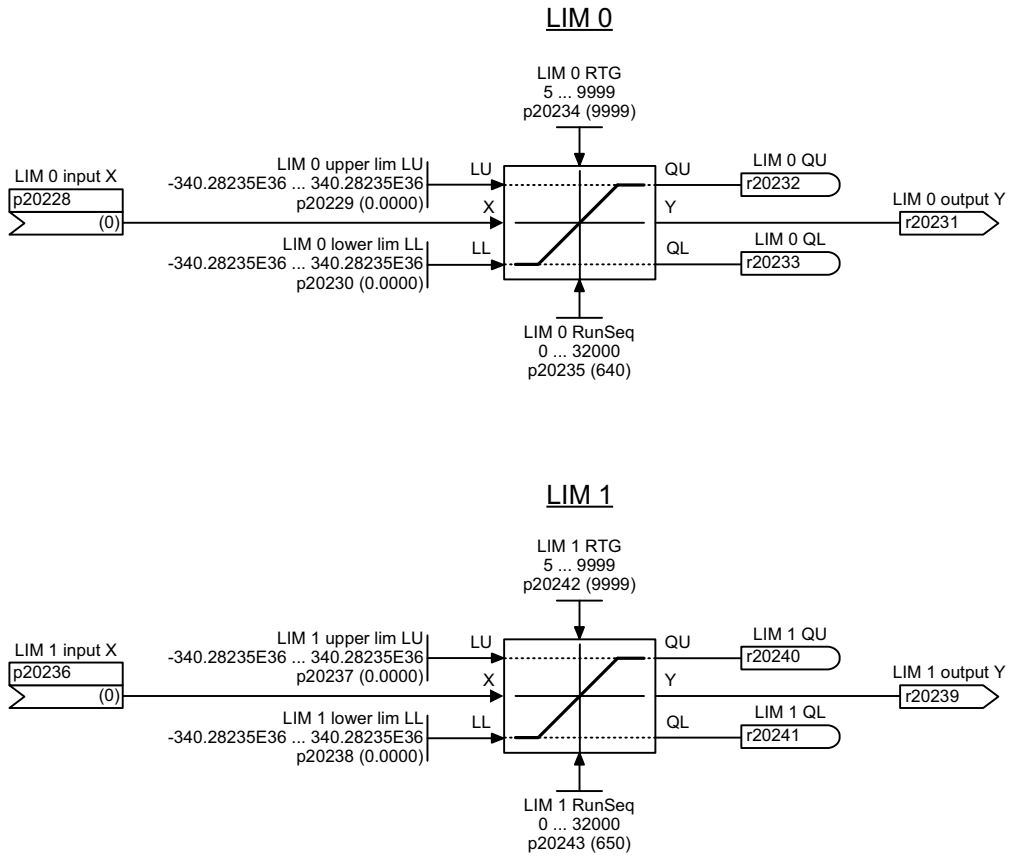 LIM 0
LIM 0 RTG
5 ... 9999
p20234 (9999)
LIM 0 input X
p20228
(0)
LIM 0 upper lim LU
-340.28235E36 ... 340.28235E36
p20229 (0.0000)
LU
X
LIM 0 lower lim LL
-340.28235E36 ... 340.28235E36
p20230 (0.0000)
LL
QU
Y
QL
LIM 0 QU
r20232
LIM 0 output Y
r20231
LIM 0 QL
r20233
LIM 0 RunSeq
0 ... 32000
p20235 (640)
LIM 1
LIM 1 RTG
5 ... 9999
p20242 (9999)
LIM 1 input X
p20236
(0)
LIM 1 upper lim LU
-340.28235E36 ... 340.28235E36
p20237 (0.0000)
LU
X
LIM 1 lower lim LL
-340.28235E36 ... 340.28235E36
p20238 (0.0000)
LL
QU
Y
QL
LIM 1 QU
r20240
LIM 1 output Y
r20239
LIM 1 QL
r20241
LIM 1 RunSeq
0 ... 32000
p20243 (650)